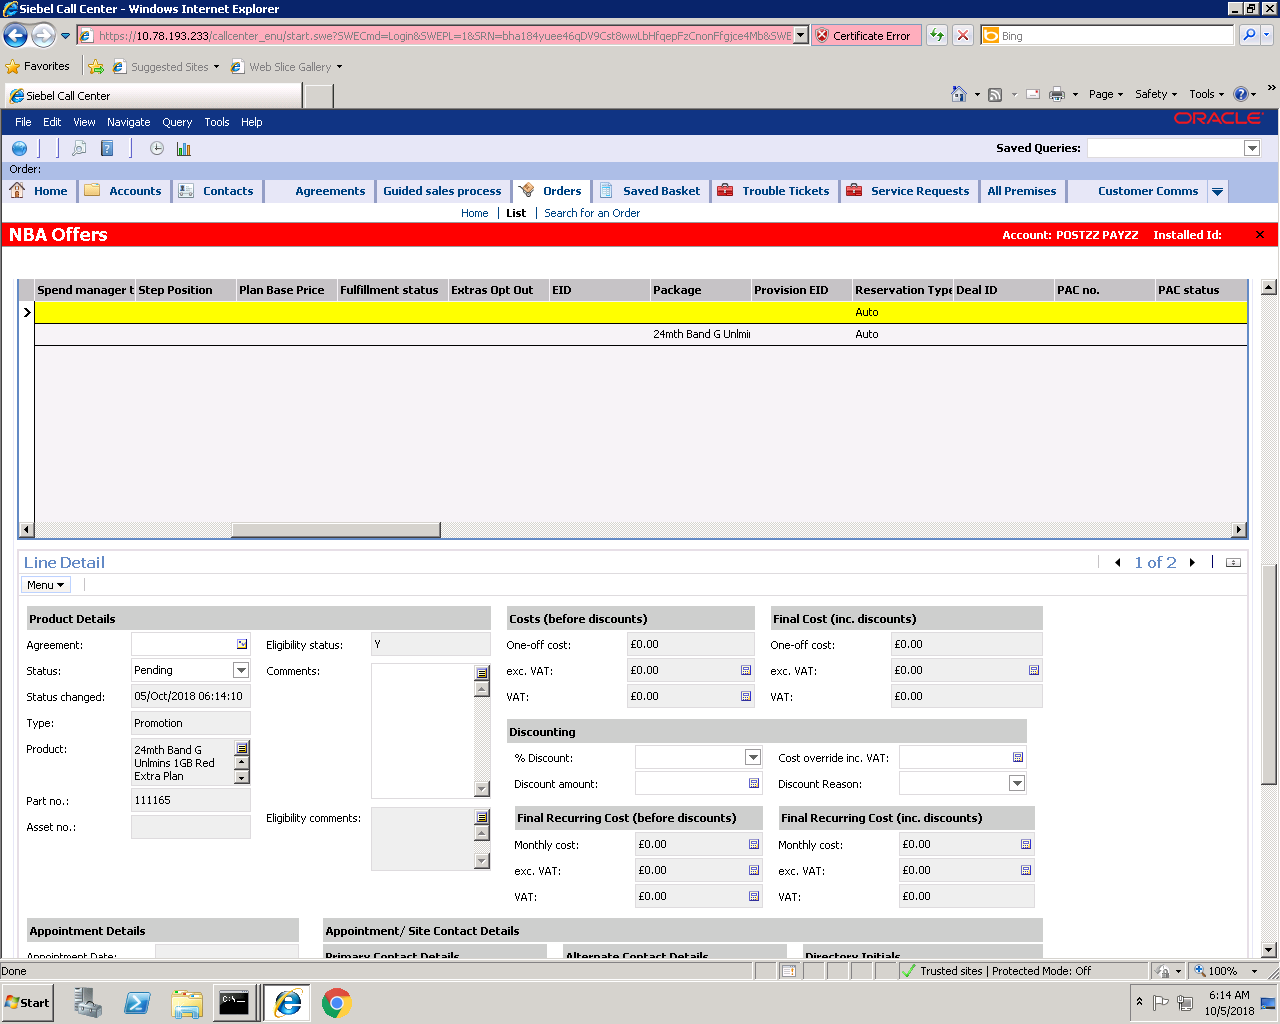 Siebel Call Center - Windows Internet Explorer
https://10.78.193.233/callcenter_enu/start.swe?SWECmd=Login&SWEPL=1&SRN=
Certificate Error
Bing
Favorites
Suggested Sites
Web Slice Gallery
Siebel Call Center
Page
Safety
Tools
File Edit View Navigate Query Tools Help
ORACLE
Saved Queries:
Order:
Home Accounts Contacts Agreements Guided sales process Orders Saved Basket Trouble Tickets Service Requests All Premises Customer Comms
Home | List | Search for an Order
NBA Offers
Account: POSTZZ PAYZZ Installed Id:
Spend manager t Step Position Plan Base Price Fulfillment status Extras Opt Out EID Package Provision EID Reservation Type Deal ID PAC no. PAC status
Auto
24mth Band G Unlmi Auto
Line Detail
1 of 2
Menu
Product Details
Agreement:
Status: Pending
Status changed: 05/Oct/2018 06:14:10
Type: Promotion
Product: 24mth Band G
Unlmins 1GB Red
Extra Plan
Part no.: 111165
Asset no.:
Eligibility status: Y
Comments:
Eligibility comments:
Costs (before discounts)
One-off cost: £0.00
exc. VAT: £0.00
VAT: £0.00
Final Cost (inc. discounts)
One-off cost: £0.00
exc. VAT: £0.00
VAT: £0.00
Discounting
% Discount:
Cost override inc. VAT:
Discount amount:
Discount Reason:
Final Recurring Cost (before discounts)
Monthly cost: £0.00
exc. VAT: £0.00
VAT: £0.00
Final Recurring Cost (inc. discounts)
Monthly cost: £0.00
exc. VAT: £0.00
VAT: £0.00
Appointment Details
Appointment Date:
Appointment/ Site Contact Details
Primary Contact Details
Alternate Contact Details
Directory Initials
Done
Trusted sites | Protected Mode: Off
100%
Start
6:14 AM
10/5/2018